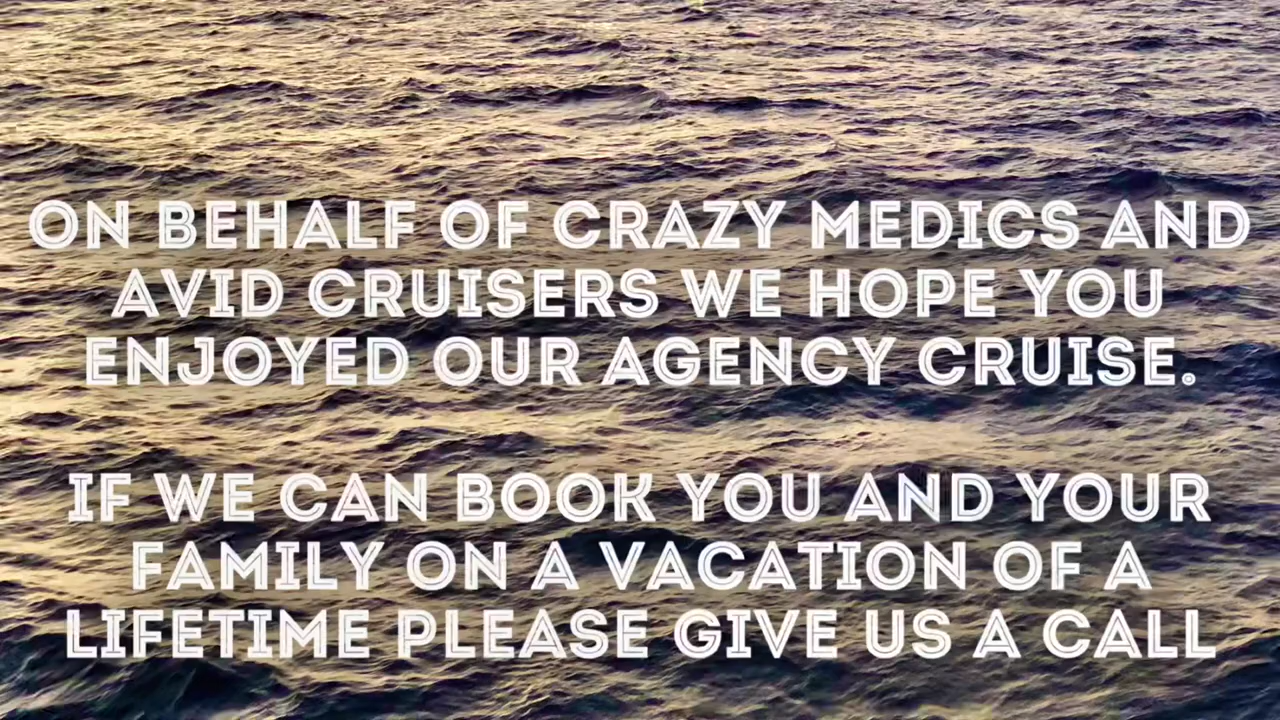 ON BEHALF OF CRAZY MEDICS AND
AVID CRUISERS WE HOPE YOU
ENJOYED OUR AGENCY CRUISE.
IF WE CAN BOOK YOU AND YOUR
FAMILY ON A VACATION OF A
LIFETIME PLEASE GIVE US A CALL